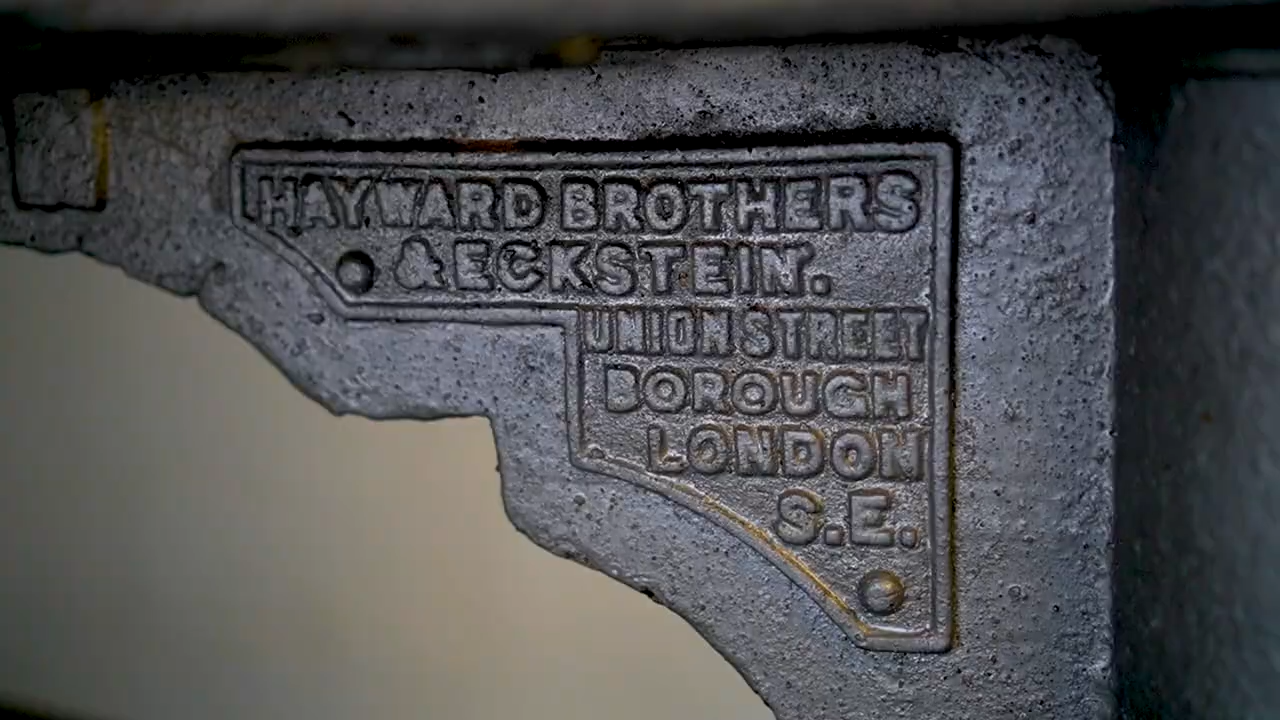 HAYWARD BROTHERS
& ECKSTEIN.
UNION STREET
BOROUGH
LONDON
S.E.